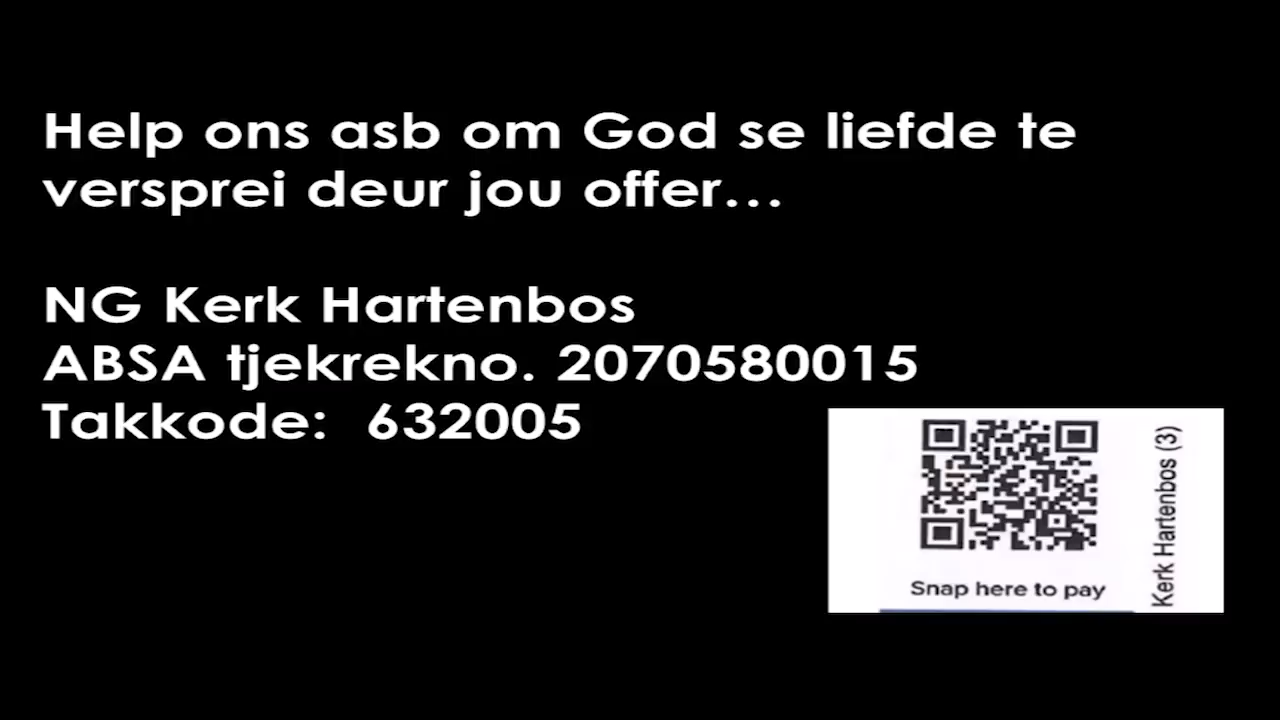 Help ons asb om God se liefde te
versprei deur jou offer...
NG Kerk Hartenbos
ABSA tjekrekno. 2070580015
Takkode: 632005
Snap here to pay
Kerk Hartenbos (3)